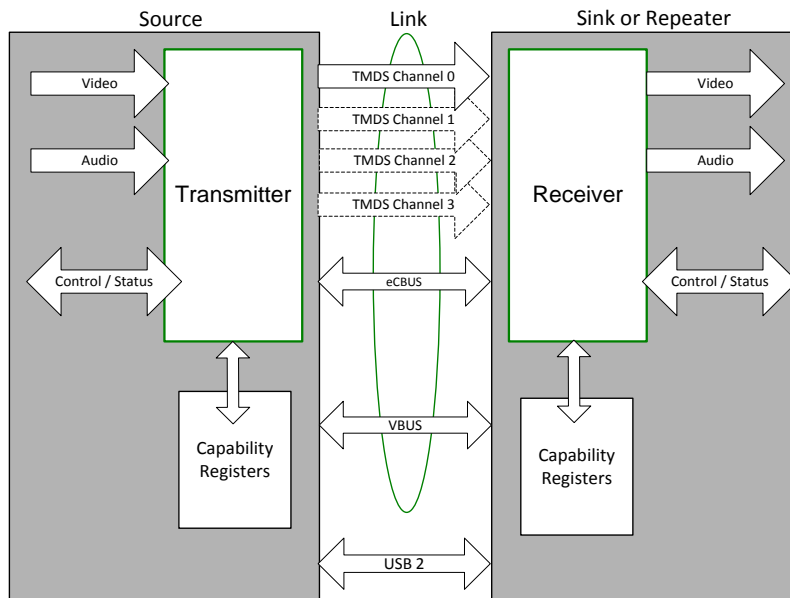 Source
Link
Sink or Repeater
Video
TMDS Channel 0
Video
TMDS Channel 1
Audio
TMDS Channel 2
Audio
Transmitter
TMDS Channel 3
Receiver
Control / Status
eCBUS
Control / Status
VBUS
Capability
Registers
Capability
Registers
USB 2